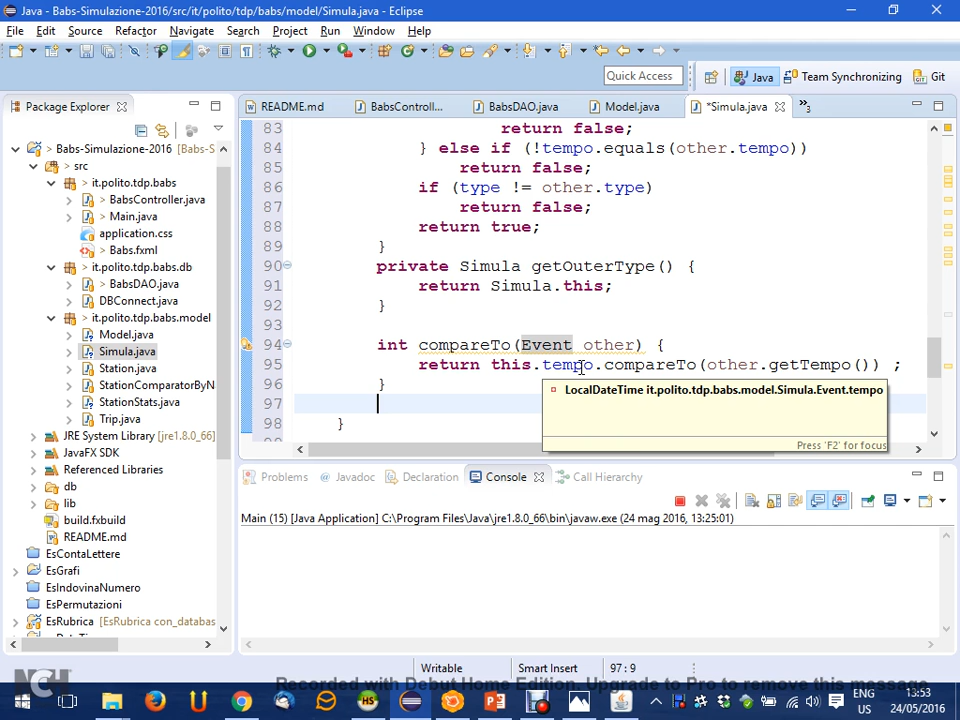 Java - Babs-Simulazione-2016/src/it/polito/tdp/babs/model/Simula.java - Eclipse
File Edit Source Refactor Navigate Search Project Run Window Help
Quick Access
Java Team Synchronizing Git
Package Explorer
README.md BabsControll... BabsDAO.java Model.java *Simula.java »3
> Babs-Simulazione-2016 [Babs-S
> src
> it.polito.tdp.babs
> BabsController.java
> Main.java
application.css
> Babs.fxml
> it.polito.tdp.babs.db
> BabsDAO.java
DBConnect.java
> it.polito.tdp.babs.model
Model.java
Simula.java
Station.java
StationComparatorByN
StationStats.java
Trip.java
JRE System Library [jre1.8.0_66]
JavaFX SDK
Referenced Libraries
db
lib
build.fxbuild
README.md
EsContaLettere
EsGrafi
EsIndovinaNumero
EsPermutazioni
EsRubrica [EsRubrica con_databas
83 return false;
84 } else if (!tempo.equals(other.tempo))
85 return false;
86 if (type != other.type)
87 return false;
88 return true;
89 }
90 private Simula getOuterType() {
91 return Simula.this;
92 }
93
94 int compareTo(Event other) {
95 return this.tempo.compareTo(other.getTempo()) ;
96 }
97
98 }
LocalDateTime it.polito.tdp.babs.model.Simula.Event.tempo
Press 'F2' for focus
Problems @ Javadoc Declaration Console Call Hierarchy
Main (15) [Java Application] C:\Program Files\Java\jre1.8.0_66\bin\javaw.exe (24 mag 2016, 13:25:01)
Writable Smart Insert 97 : 9
NCH
Recorded with Debut Home Edition. Upgrade to Pro to remove this message
ENG 13:53
US 24/05/2016